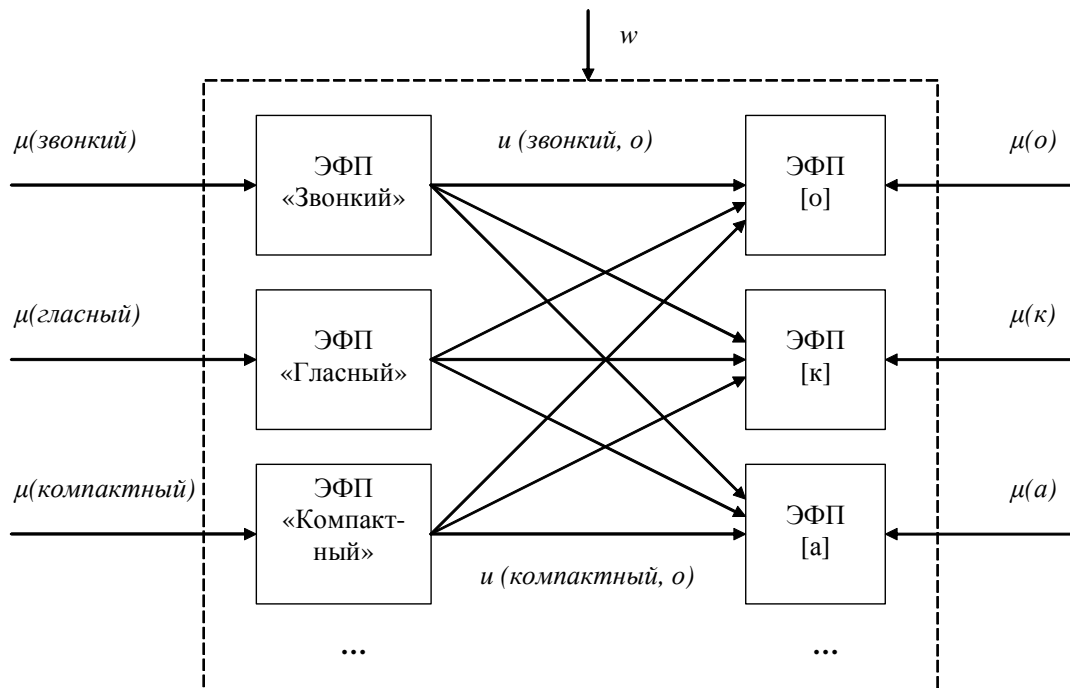 w
μ(звонкий)
ЭФП
«Звонкий»
и (звонкий, о)
ЭФП
[о]
μ(о)
μ(гласный)
ЭФП
«Гласный»
ЭФП
[к]
μ(к)
μ(компактный)
ЭФП
«Компакт-
ный»
ЭФП
[а]
μ(а)
и (компактный, о)
...
...